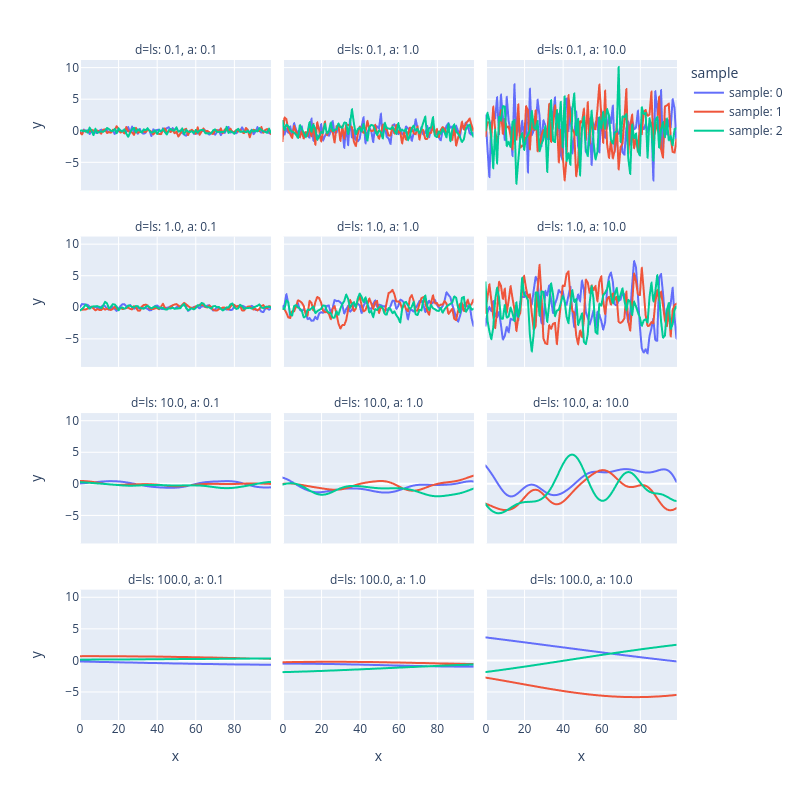 d=ls: 0.1, a: 0.1
d=ls: 0.1, a: 1.0
d=ls: 0.1, a: 10.0
sample
sample: 0
sample: 1
sample: 2
10
5
0
−5
y
d=ls: 1.0, a: 0.1
d=ls: 1.0, a: 1.0
d=ls: 1.0, a: 10.0
10
5
0
−5
y
d=ls: 10.0, a: 0.1
d=ls: 10.0, a: 1.0
d=ls: 10.0, a: 10.0
10
5
0
−5
y
d=ls: 100.0, a: 0.1
d=ls: 100.0, a: 1.0
d=ls: 100.0, a: 10.0
10
5
0
−5
y
0 20 40 60 80
0 20 40 60 80
0 20 40 60 80
x
x
x